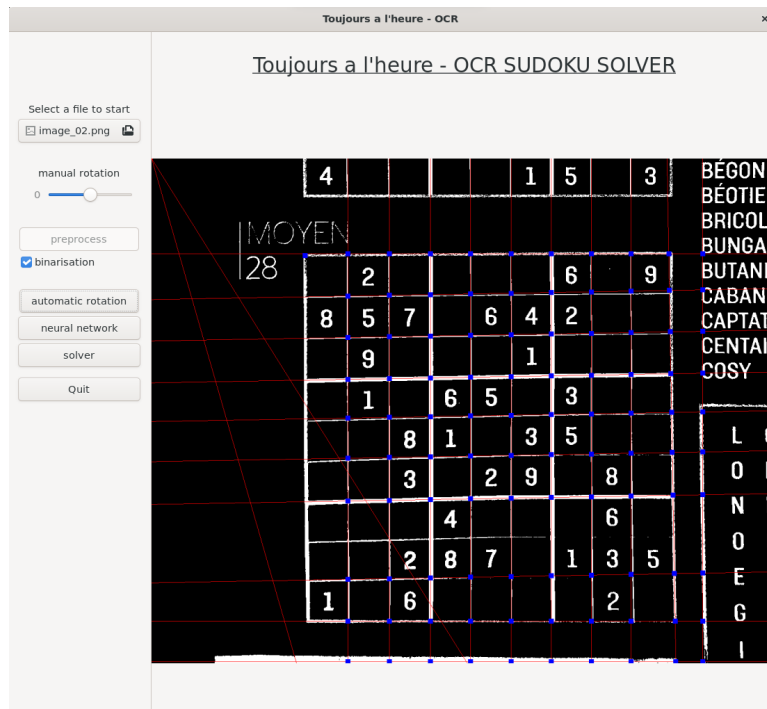 Toujours a l'heure - OCR
×
Toujours a l'heure - OCR SUDOKU SOLVER
Select a file to start
image_02.png
manual rotation
0
preprocess
binarisation
automatic rotation
neural network
solver
Quit
4 1 5 3
MOYEN
28
2 6 9
8 5 7 6 4 2
9 1
1 6 5 3
8 1 3 5
3 2 9 8
4 6
2 8 7 1 3 5
1 6 2
BÉGON
BÉOTIE
BRICOL
BUNGA
BUTAN
CABAN
CAPTAT
CENTAI
COSY
L
O
N
O
E
G
I